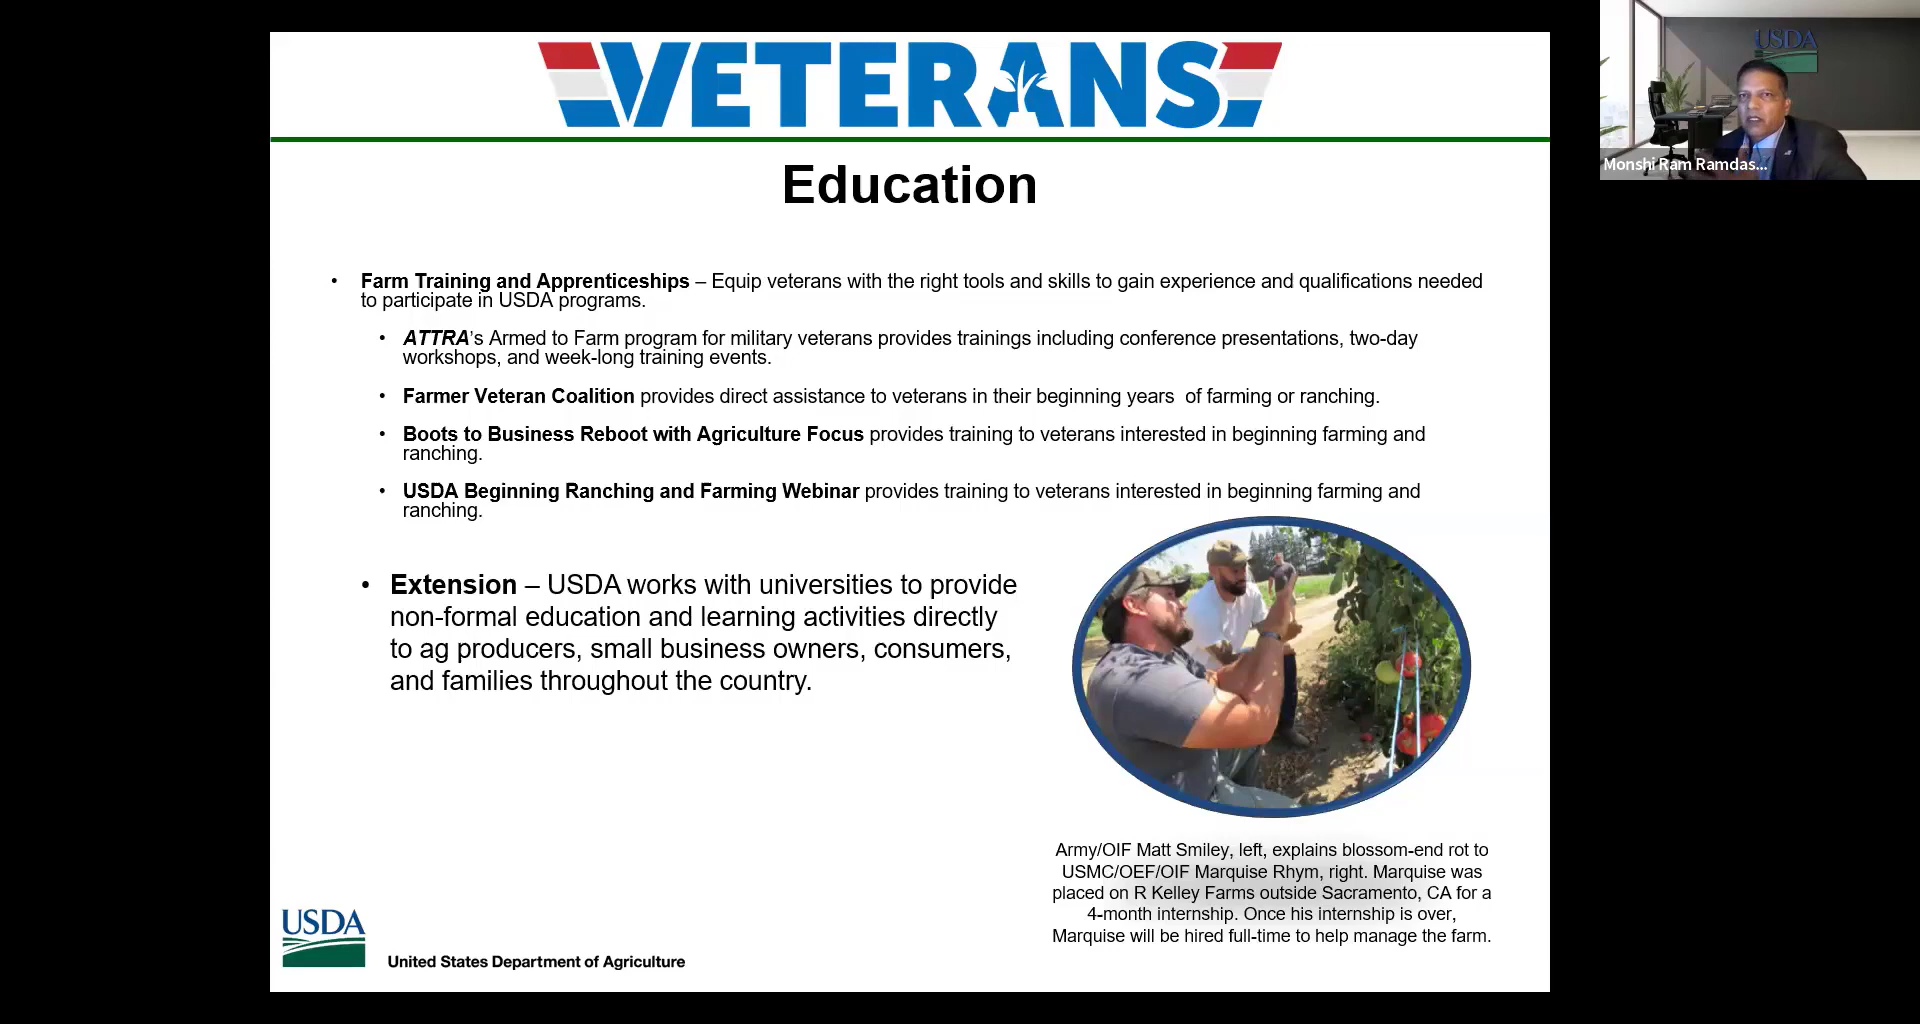 VETERANS
USDA
Monshi Ram Ramdas...
Education
• Farm Training and Apprenticeships – Equip veterans with the right tools and skills to gain experience and qualifications needed
to participate in USDA programs.
• ATTRA's Armed to Farm program for military veterans provides trainings including conference presentations, two-day
workshops, and week-long training events.
• Farmer Veteran Coalition provides direct assistance to veterans in their beginning years  of farming or ranching.
• Boots to Business Reboot with Agriculture Focus provides training to veterans interested in beginning farming and
ranching.
• USDA Beginning Ranching and Farming Webinar provides training to veterans interested in beginning farming and
ranching.
• Extension – USDA works with universities to provide
non-formal education and learning activities directly
to ag producers, small business owners, consumers,
and families throughout the country.
Army/OIF Matt Smiley, left, explains blossom-end rot to
USMC/OEF/OIF Marquise Rhym, right. Marquise was
placed on R Kelley Farms outside Sacramento, CA for a
4-month internship. Once his internship is over,
Marquise will be hired full-time to help manage the farm.
USDA
United States Department of Agriculture